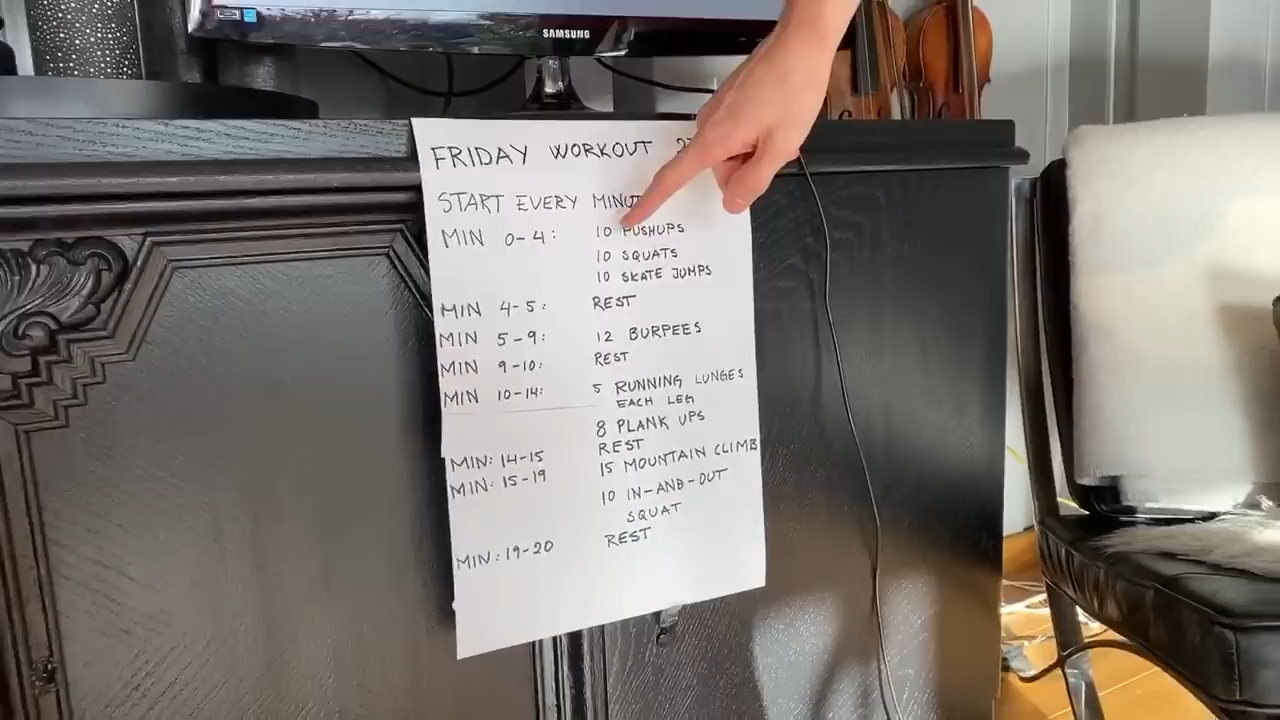 SAMSUNG
FRIDAY WORKOUT
START EVERY
MIN 0-4: 10 PUSHUPS
10 SQUATS
10 SKATE JUMPS
MIN 4-5: REST
MIN 5-9: 12 BURPEES
MIN 9-10: REST
MIN 10-14: 5 RUNNING LUNGES
EACH LEG
8 PLANK UPS
MIN: 14-15 REST
MIN: 15-19 15 MOUNTAIN CLIMB
10 IN-AND-OUT
SQUAT
MIN: 19-20 REST